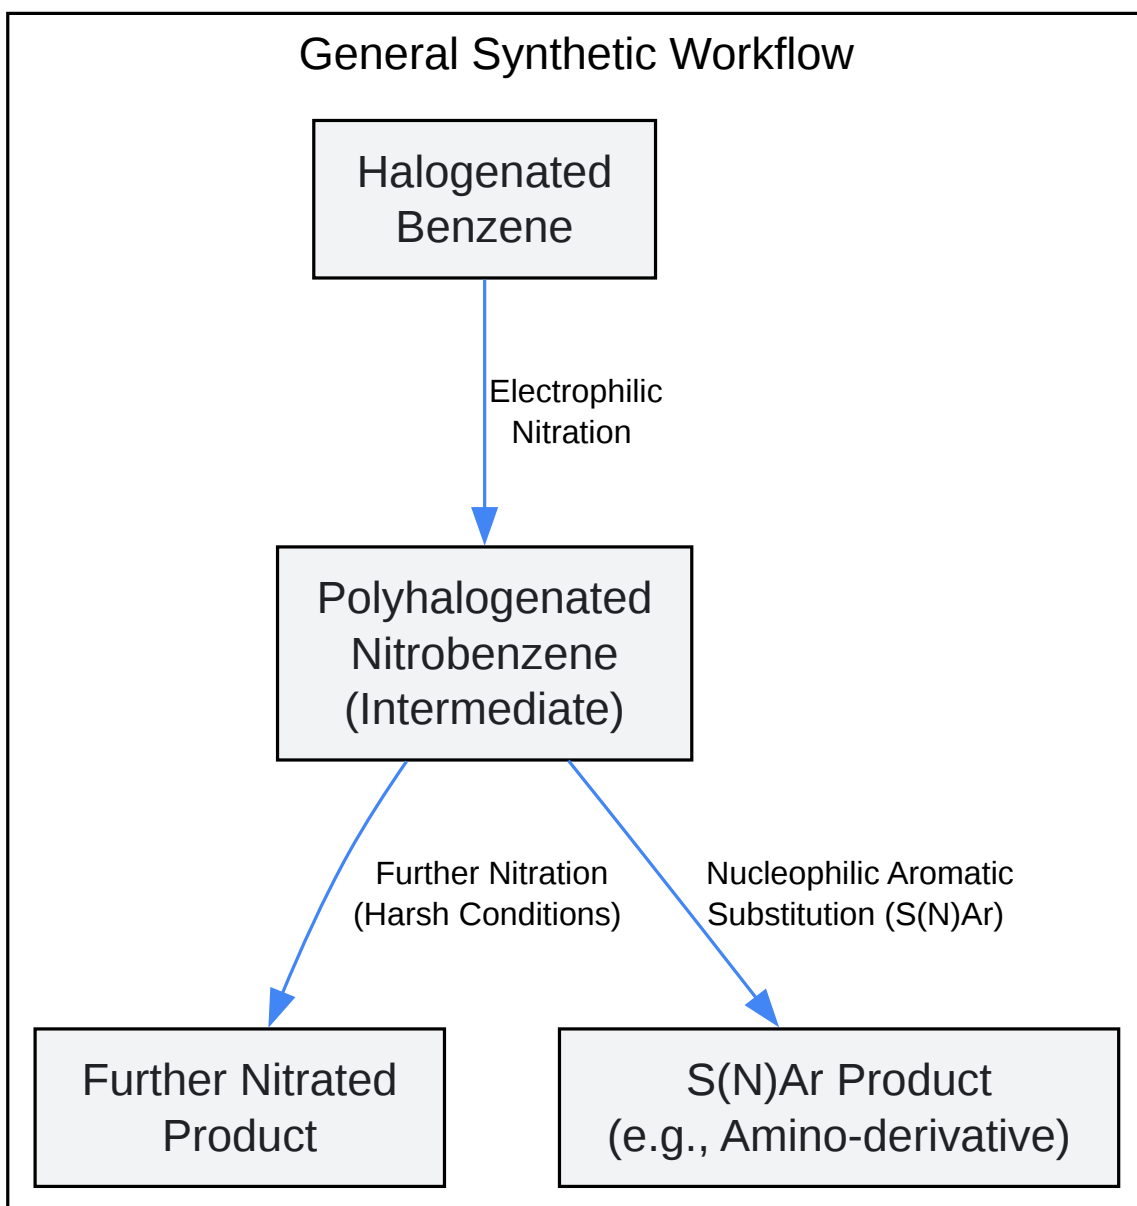 General Synthetic Workflow
Halogenated
Benzene
Electrophilic
Nitration
Polyhalogenated
Nitrobenzene
(Intermediate)
Further Nitration
(Harsh Conditions)
Nucleophilic Aromatic
Substitution (S(N)Ar)
Further Nitrated
Product
S(N)Ar Product
(e.g., Amino-derivative)